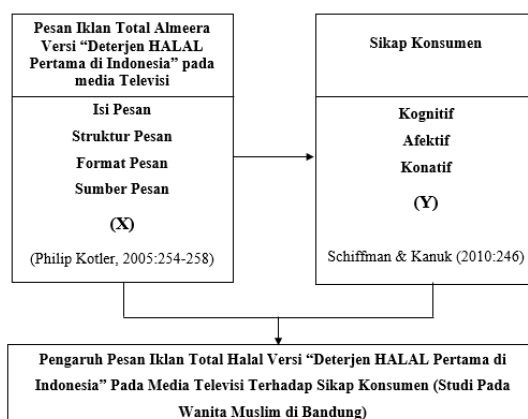 Pesan Iklan Total Almeera
Versi “Deterjen HALAL
Pertama di Indonesia” pada
media Televisi
Isi Pesan
Struktur Pesan
Format Pesan
Sumber Pesan
(X)
(Philip Kotler, 2005:254-258)
Sikap Konsumen
Kognitif
Afektif
Konatif
(Y)
Schiffman & Kanuk (2010:246)
Pengaruh Pesan Iklan Total Halal Versi “Deterjen HALAL Pertama di
Indonesia” Pada Media Televisi Terhadap Sikap Konsumen (Studi Pada
Wanita Muslim di Bandung)